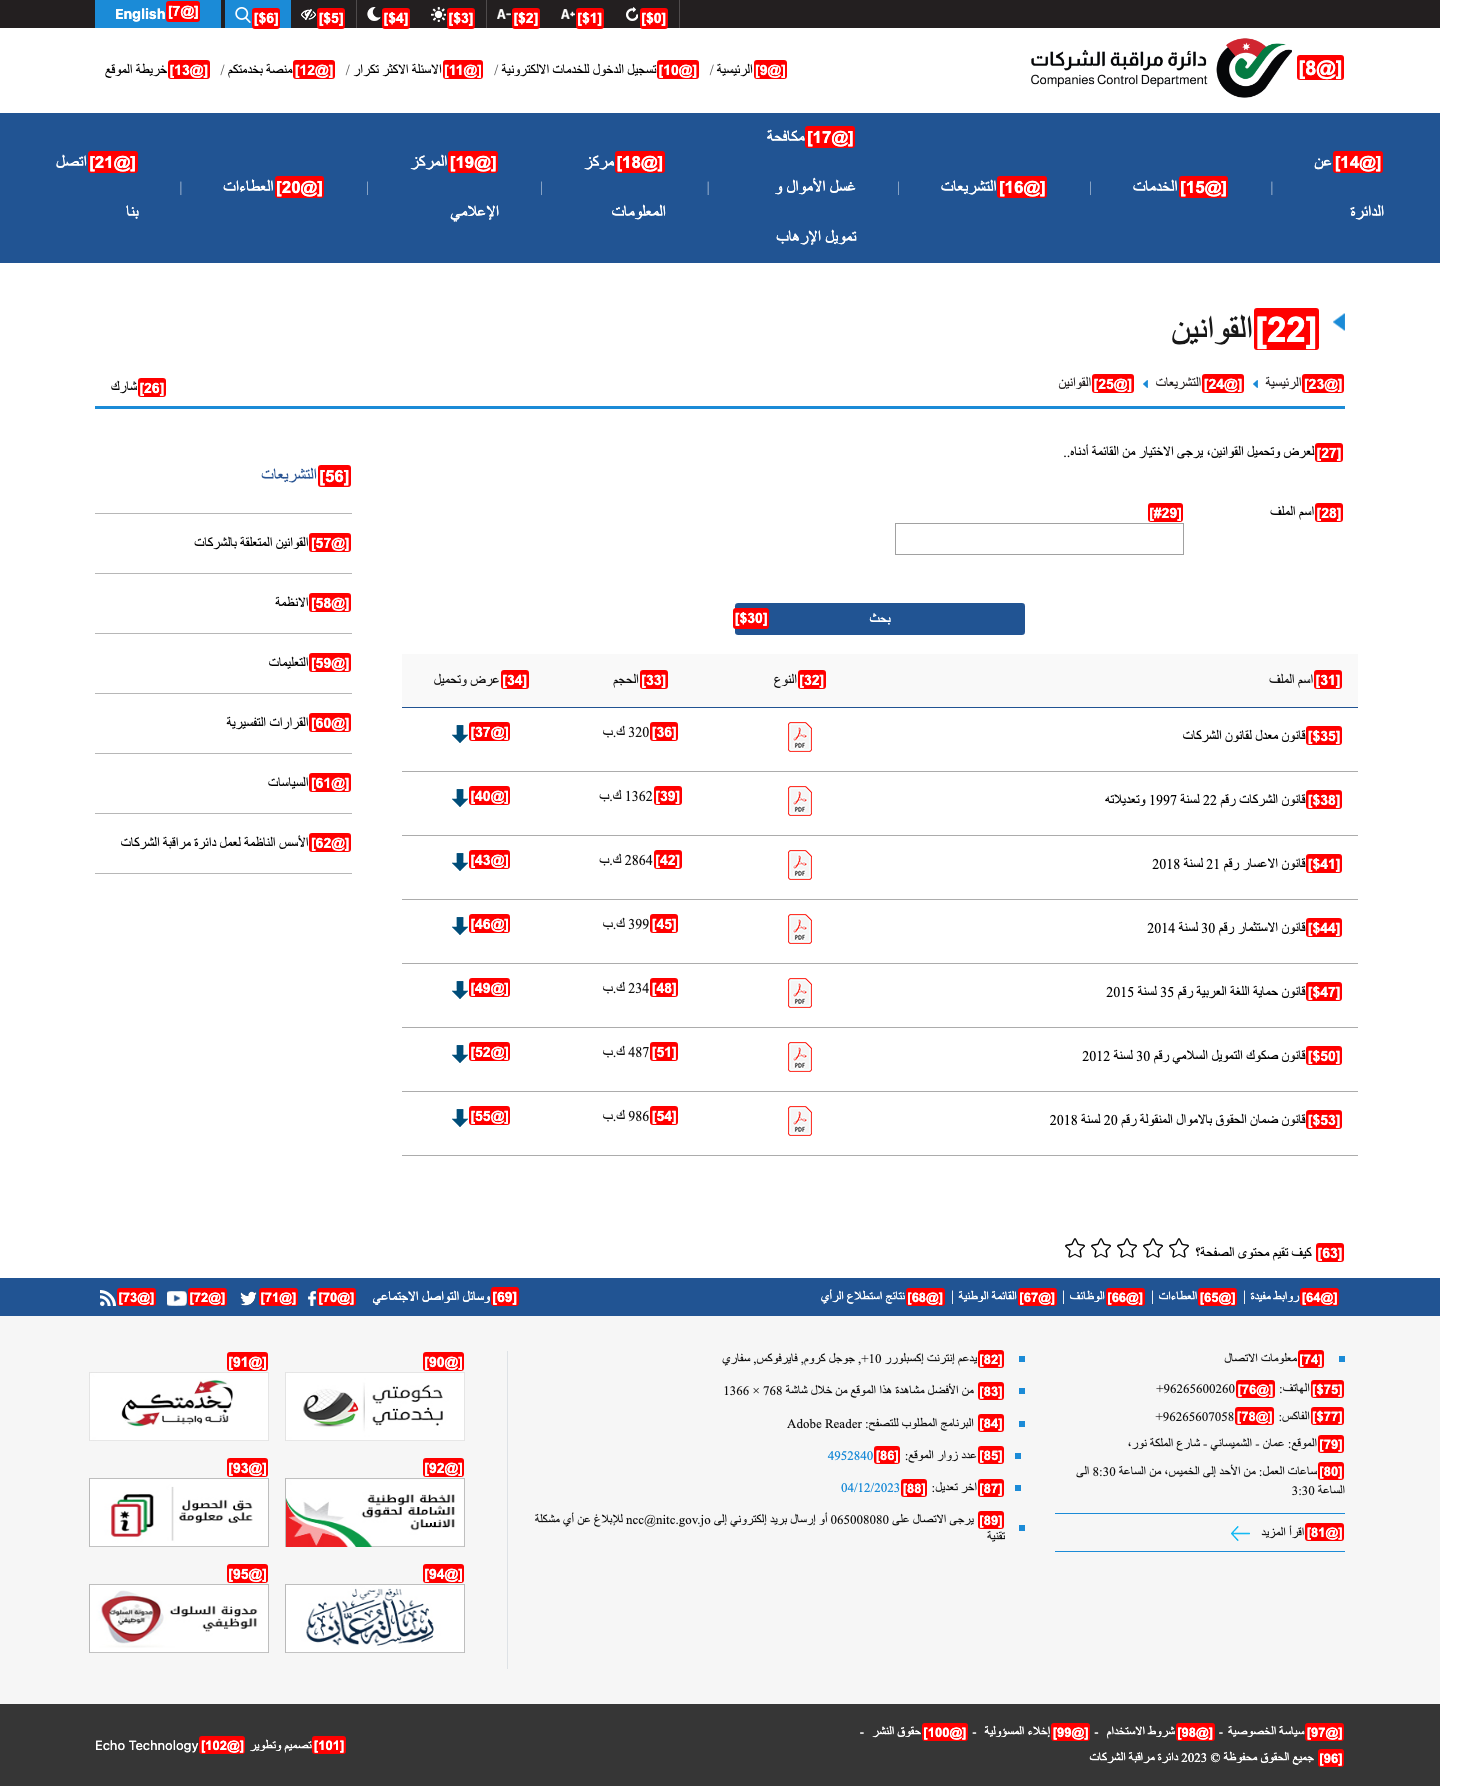 English [@7] [$6] [$5] [$4] [$3] A- [$2] A+ [$1] [$0]
[@8] دائرة مراقبة الشركات
Companies Control Department
[@9] الرئيسية / [@10] تسجيل الدخول للخدمات الالكترونية / [@11] الاسئلة الاكثر تكرار / [@12] منصة بخدمتكم / [@13] خريطة الموقع
[@14] عن الدائرة
[@15] الخدمات
[@16] التشريعات
[@17] مكافحة غسل الأموال و تمويل الإرهاب
[@18] مركز المعلومات
[@19] المركز الإعلامي
[@20] العطاءات
[@21] اتصل بنا
[22] القوانين
[@23] الرئيسية [@24] التشريعات [@25] القوانين
[26] شارك
[27] لعرض وتحميل القوانين، يرجى الاختيار من القائمة أدناه..
[28] اسم الملف [#29]
[$30] بحث
[31] اسم الملف [32] النوع [33] الحجم [34] عرض وتحميل
[$35] قانون معدل لقانون الشركات PDF [36] 320 ك.ب [@37]
[$38] قانون الشركات رقم 22 لسنة 1997 وتعديلاته PDF [39] 1362 ك.ب [@40]
[$41] قانون الاعسار رقم 21 لسنة 2018 PDF [42] 2864 ك.ب [@43]
[$44] قانون الاستثمار رقم 30 لسنة 2014 PDF [45] 399 ك.ب [@46]
[$47] قانون حماية اللغة العربية رقم 35 لسنة 2015 PDF [48] 234 ك.ب [@49]
[$50] قانون صكوك التمويل السلامي رقم 30 لسنة 2012 PDF [51] 487 ك.ب [@52]
[$53] قانون ضمان الحقوق بالاموال المنقولة رقم 20 لسنة 2018 PDF [54] 986 ك.ب [@55]
[56] التشريعات
[@57] القوانين المتعلقة بالشركات
[@58] الانظمة
[@59] التعليمات
[@60] القرارات التفسيرية
[@61] السياسات
[@62] الأسس الناظمة لعمل دائرة مراقبة الشركات
[63] كيف تقيم محتوى الصفحة؟
[@64] روابط مفيدة | [@65] العطاءات | [@66] الوظائف | [@67] القائمة الوطنية | [@68] نتائج استطلاع الرأي
[69] وسائل التواصل الاجتماعي [@70] [@71] [@72] [@73]
[74] معلومات الاتصال
[$75] الهاتف: [@76] +96265600260
[$77] الفاكس: [@78] +96265607058
[79] الموقع: عمان - الشميساني - شارع الملكة نور،
[80] ساعات العمل: من الأحد إلى الخميس، من الساعة 8:30 الى
الساعة 3:30
[@81] اقرأ المزيد
[82] يدعم إنترنت إكسبلورر 10+, جوجل كروم, فايرفوكس, سفاري
[83] من الأفضل مشاهدة هذا الموقع من خلال شاشة 768 × 1366
[84] البرنامج المطلوب للتصفح: Adobe Reader
[85] عدد زوار الموقع: [86] 4952840
[87] اخر تعديل: [88] 04/12/2023
[89] يرجى الاتصال على 065008080 أو إرسال بريد إلكتروني إلى ncc@nitc.gov.jo للإبلاغ عن أي مشكلة
تقنية
[@90] حكومتي بخدمتي
[@91] بخدمتكم لأنه واجبنا
[@92] الخطة الوطنية الشاملة لحقوق الانسان
[@93] حق الحصول على معلومة
[@94] الموقع الرسمي ل رسالة عمان
[@95] مدونة السلوك الوظيفي
[@97] سياسة الخصوصية - [@98] شروط الاستخدام - [@99] إخلاء المسؤولية - [@100] حقوق النشر -
[96] جميع الحقوق محفوظة © 2023 دائرة مراقبة الشركات
[101] تصميم وتطوير [@102] Echo Technology